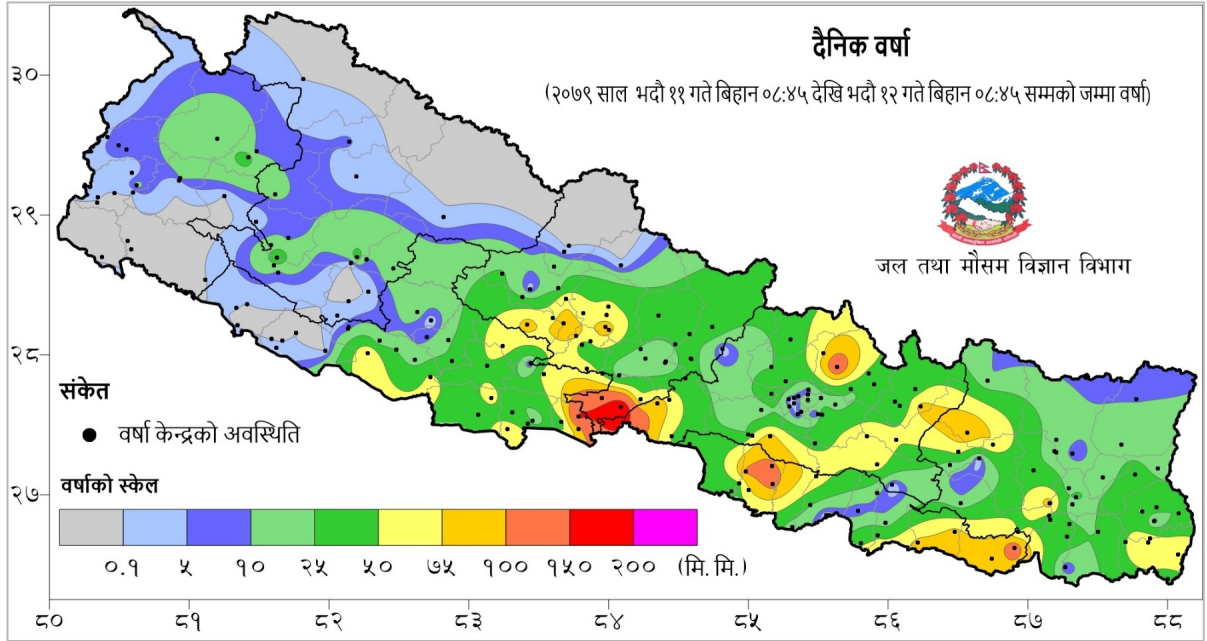 दैनिक वर्षा
(२०७९ साल भदौ ११ गते बिहान ०८:४५ देखि भदौ १२ गते बिहान ०८:४५ सम्मको जम्मा वर्षा)
जल तथा मौसम विज्ञान विभाग
३०
२९
२८
२७
संकेत
वर्षा केन्द्रको अवस्थिति
वर्षाको स्केल
०.१ ५ १० २५ ५० ७५ १०० १५० २०० (मि. मि.)
८० ८१ ८२ ८३ ८४ ८५ ८६ ८७ ८८